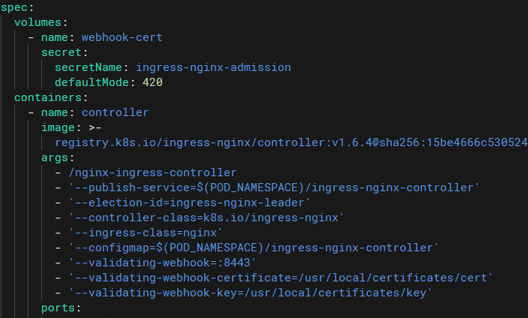 spec:
  volumes:
    - name: webhook-cert
      secret:
        secretName: ingress-nginx-admission
        defaultMode: 420
  containers:
    - name: controller
      image: >-
        registry.k8s.io/ingress-nginx/controller:v1.6.4@sha256:15be4666c530524
      args:
        - /nginx-ingress-controller
        - '--publish-service=$(POD_NAMESPACE)/ingress-nginx-controller'
        - '--election-id=ingress-nginx-leader'
        - '--controller-class=k8s.io/ingress-nginx'
        - '--ingress-class=nginx'
        - '--configmap=$(POD_NAMESPACE)/ingress-nginx-controller'
        - '--validating-webhook=:8443'
        - '--validating-webhook-certificate=/usr/local/certificates/cert'
        - '--validating-webhook-key=/usr/local/certificates/key'
      ports: